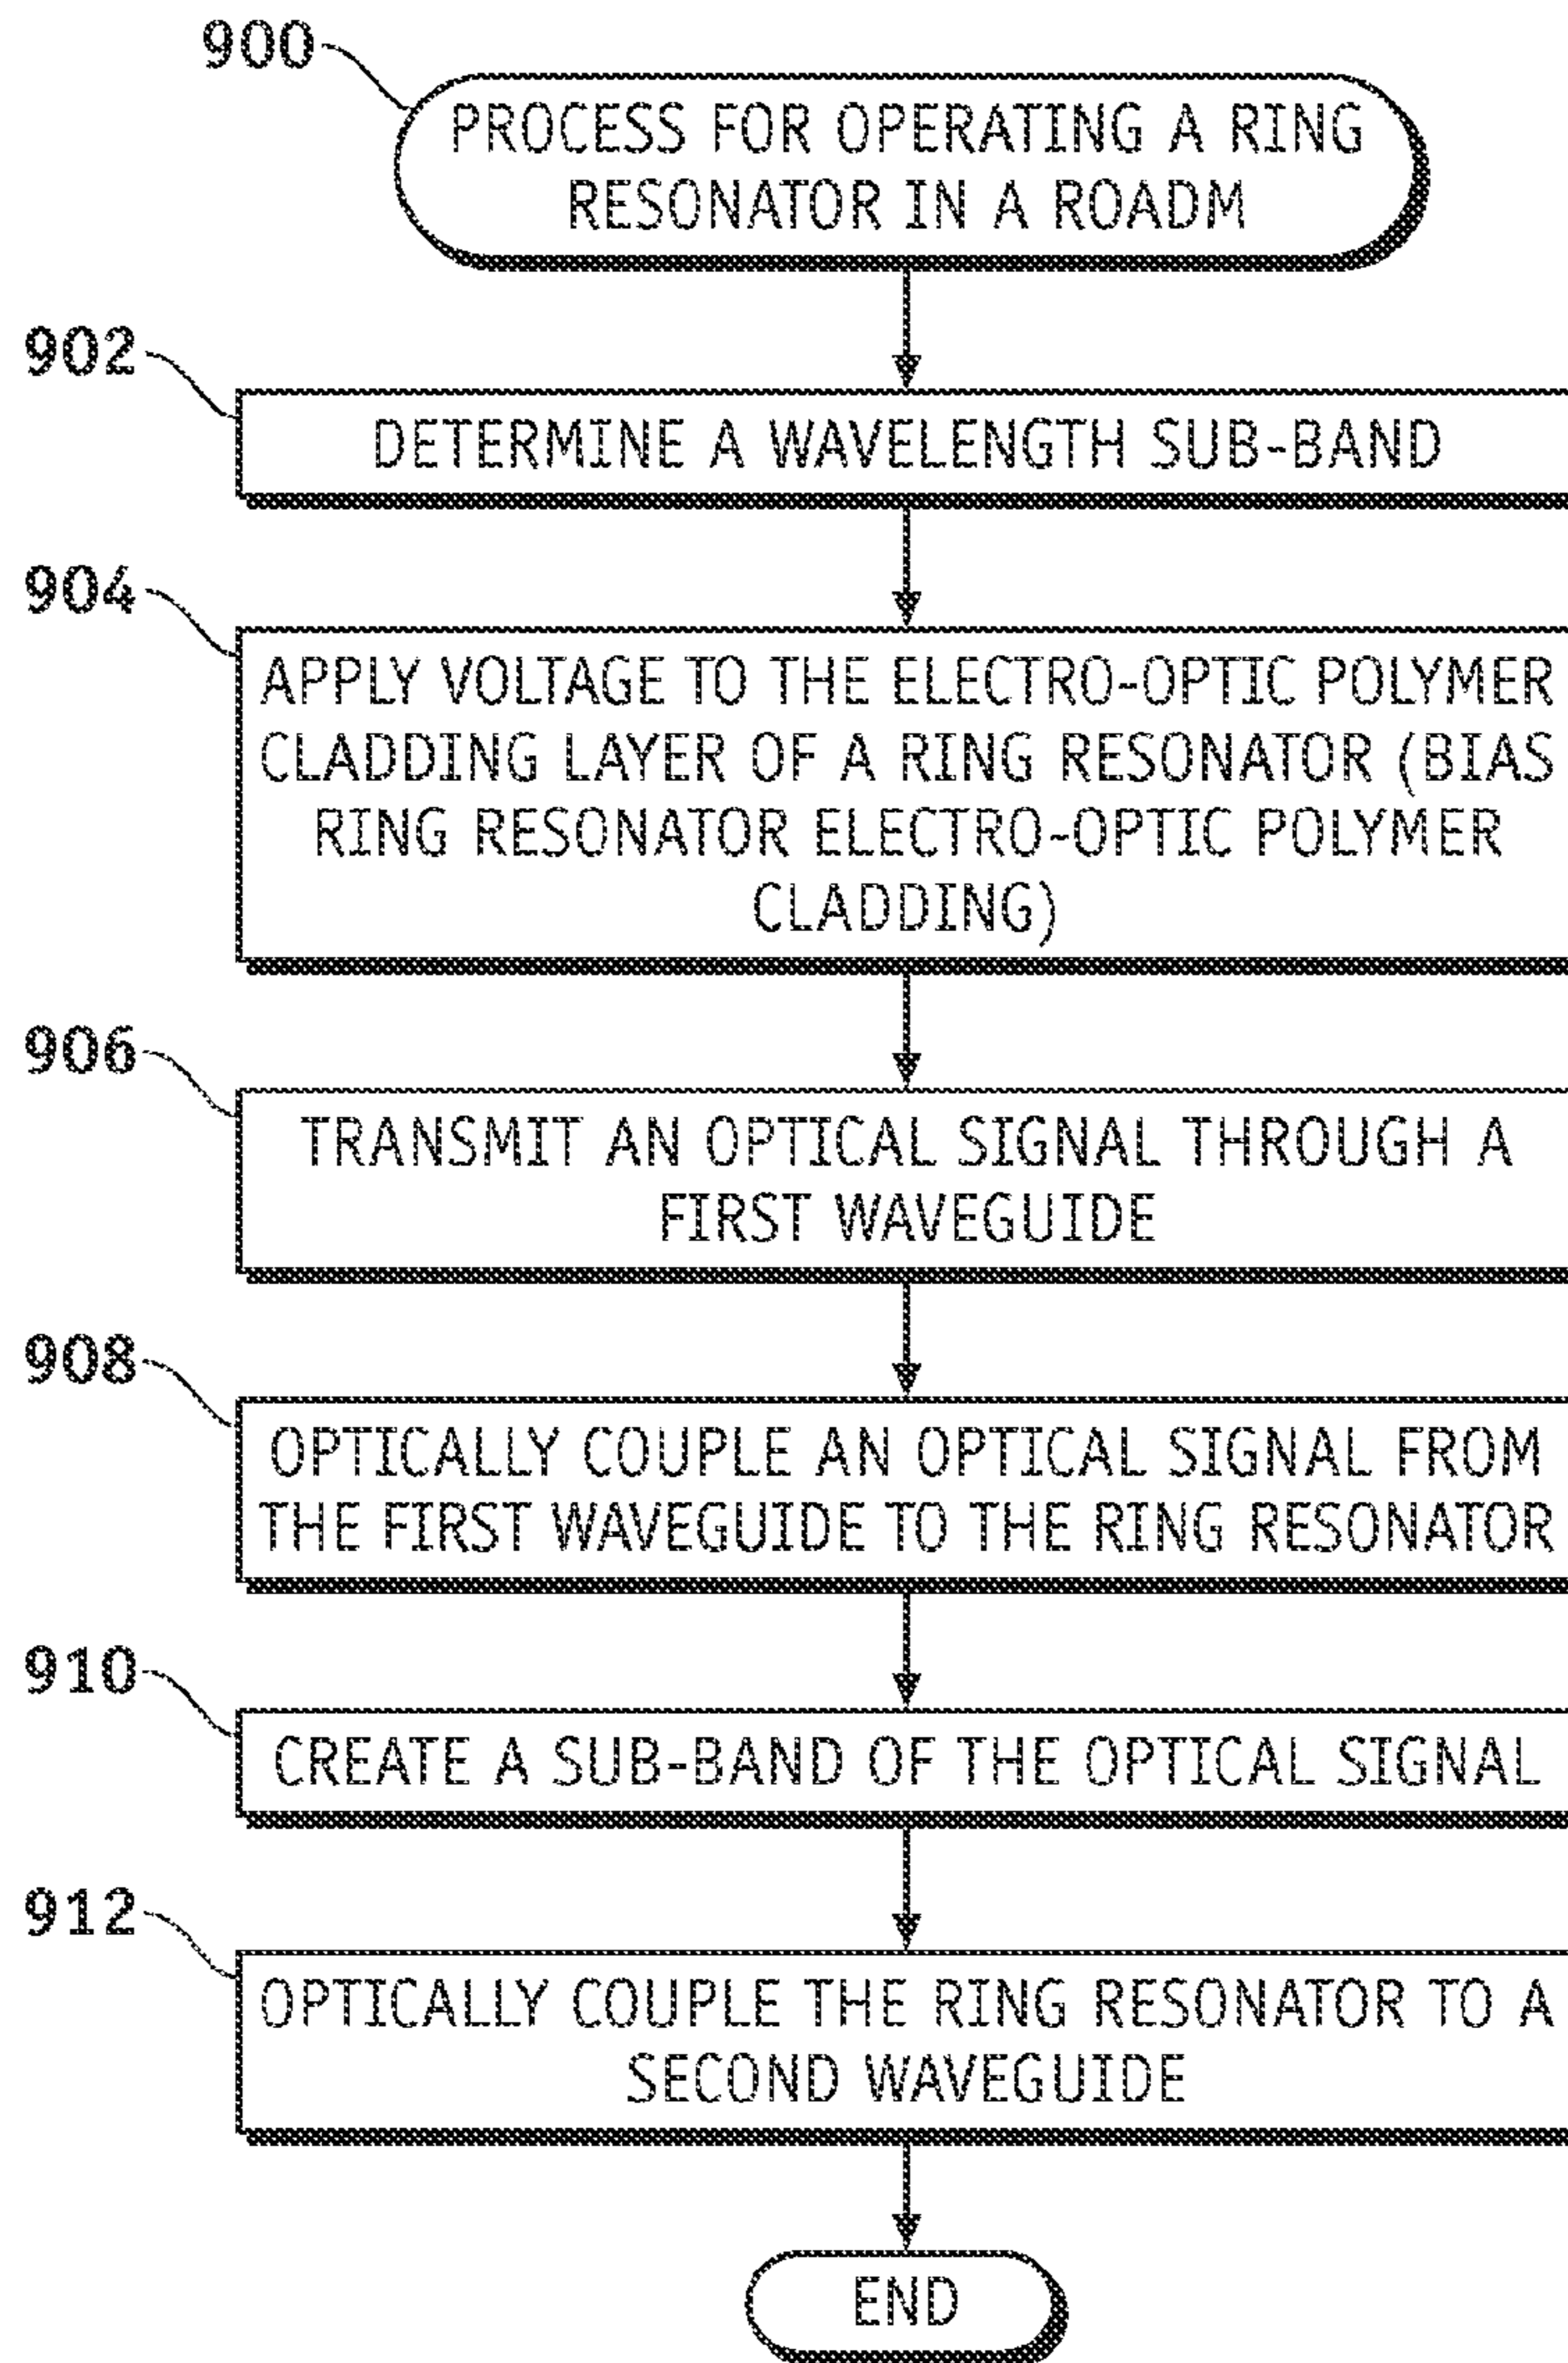 900
PROCESS FOR OPERATING A RING
RESONATOR IN A ROADM
902
DETERMINE A WAVELENGTH SUB-BAND
904
APPLY VOLTAGE TO THE ELECTRO-OPTIC POLYMER
CLADDING LAYER OF A RING RESONATOR (BIAS
RING RESONATOR ELECTRO-OPTIC POLYMER
CLADDING)
906
TRANSMIT AN OPTICAL SIGNAL THROUGH A
FIRST WAVEGUIDE
908
OPTICALLY COUPLE AN OPTICAL SIGNAL FROM
THE FIRST WAVEGUIDE TO THE RING RESONATOR
910
CREATE A SUB-BAND OF THE OPTICAL SIGNAL
912
OPTICALLY COUPLE THE RING RESONATOR TO A
SECOND WAVEGUIDE
END